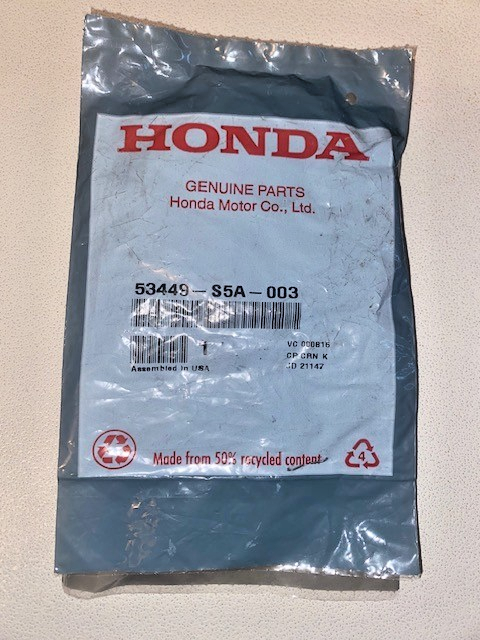 HONDA
GENUINE PARTS
Honda Motor Co., Ltd.
53449-S5A-003
1
VC 000816
CP CRN K
Assembled in USA
SD 21147
Made from 50% recycled content
4